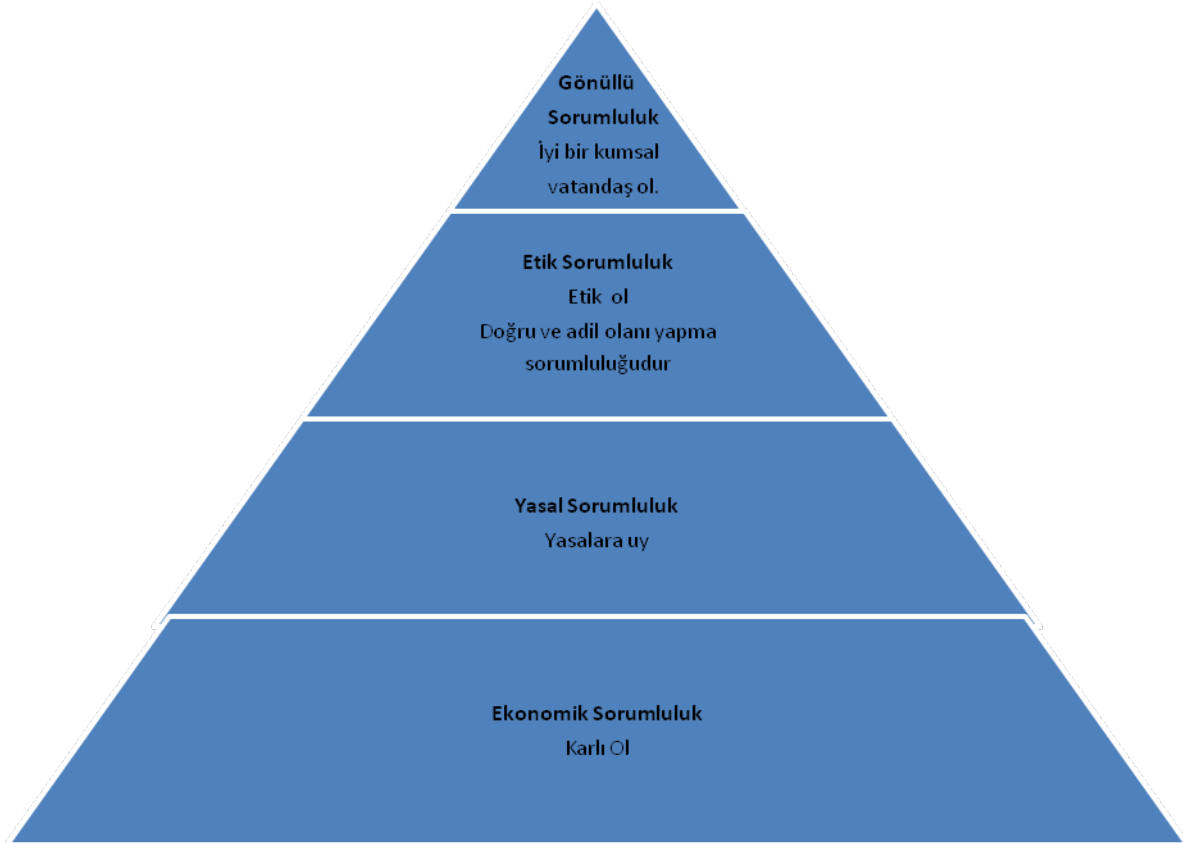 Gönüllü
Sorumluluk
İyi bir kumsal
vatandaş ol.
Etik Sorumluluk
Etik ol
Doğru ve adil olanı yapma
sorumluluğudur
Yasal Sorumluluk
Yasalara uy
Ekonomik Sorumluluk
Karlı Ol